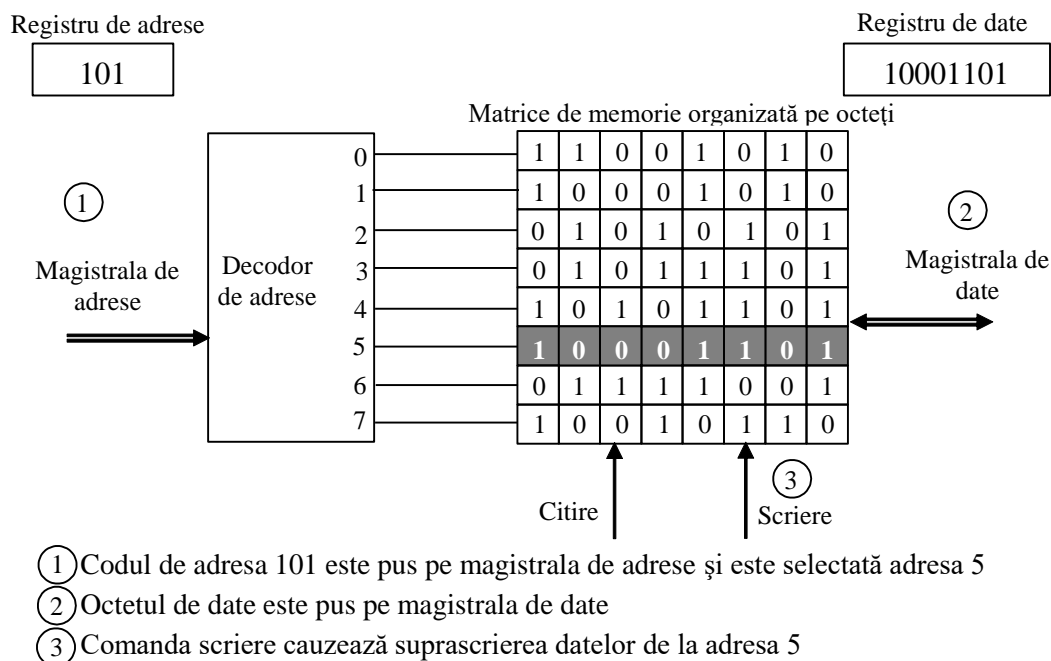 Registru de adrese
Registru de date
101
10001101
Matrice de memorie organizată pe octeţi
0 1 1 0 0 1 0 1 0
1 1 0 0 0 1 0 1 0
2 0 1 0 1 0 1 0 1
3 0 1 0 1 1 1 0 1
4 1 0 1 0 1 1 0 1
5 1 0 0 0 1 1 0 1
6 0 1 1 1 1 0 0 1
7 1 0 0 1 0 1 1 0
1
Magistrala de
adrese
Decodor
de adrese
2
Magistrala de
date
Citire
3
Scriere
1 Codul de adresa 101 este pus pe magistrala de adrese şi este selectată adresa 5
2 Octetul de date este pus pe magistrala de date
3 Comanda scriere cauzează suprascrierea datelor de la adresa 5